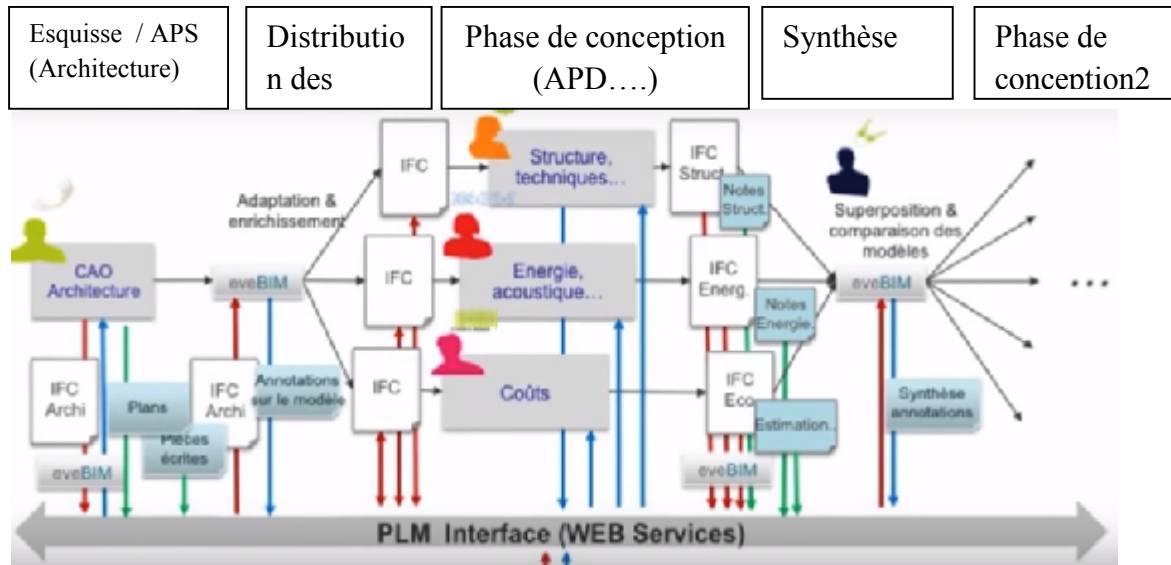 Esquisse / APS
(Architecture)
Distributio
n des
Phase de conception
(APD….)
Synthèse
Phase de
conception2
Adaptation &
enrichissement
CAO
Architecture
eveBIM
IFC
IFC
IFC
Structure,
techniques…
Energie,
acoustique…
Coûts
IFC
Struct.
Notes
Struct.
IFC
Energ.
Notes
Energie.
IFC
Eco
Estimation..
Superposition &
comparaison des
modèles
eveBIM
...
IFC
Archi
Plans
Pièces
écrites
IFC
Archi
Annotations
sur le modèle
Synthèse
annotations
eveBIM
eveBIM
PLM Interface (WEB Services)